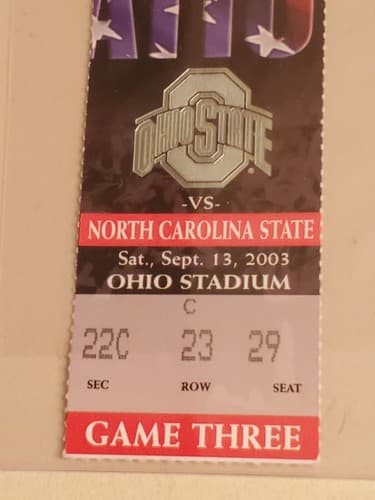 OHIO STATE
-VS-
NORTH CAROLINA STATE
Sat., Sept. 13, 2003
OHIO STADIUM
C
22C 23 29
SEC ROW SEAT
GAME THREE